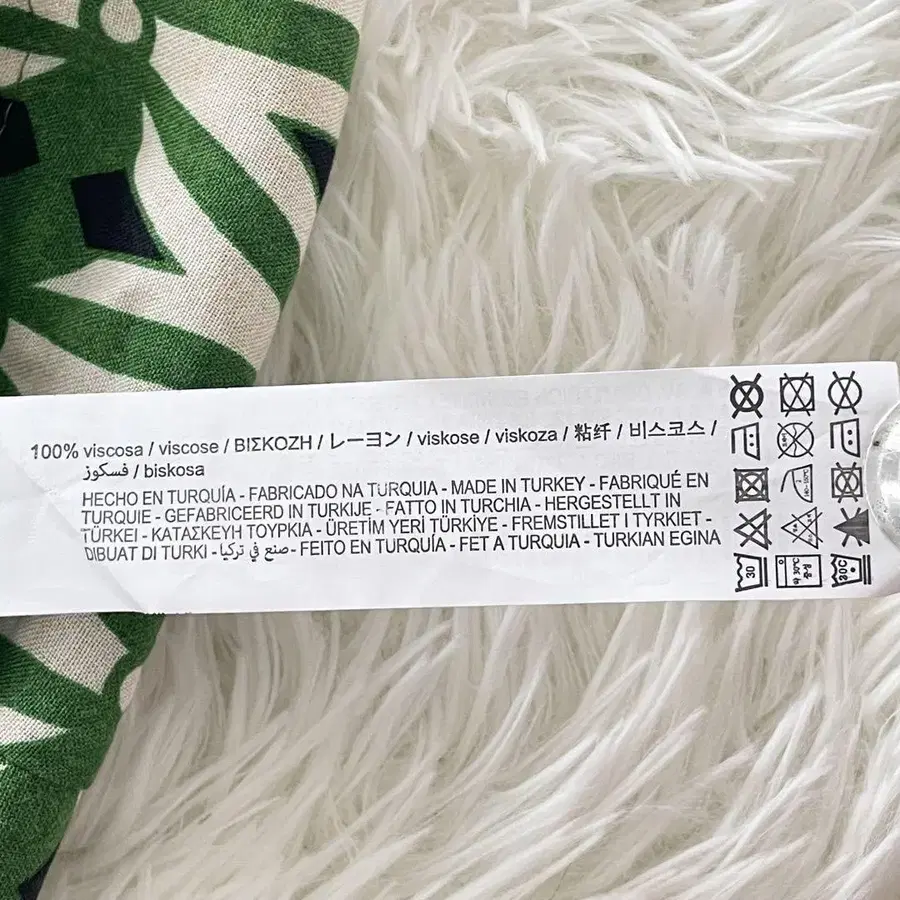 100% viscosa / viscose / ΒΙΣΚΟΖΗ / レーヨン / viskose / viskoza / 粘纤 / 비스코스 /
فسكوز / biskosa
HECHO EN TURQUÍA - FABRICADO NA TURQUIA - MADE IN TURKEY - FABRIQUÉ EN
TURQUIE - GEFABRICEERD IN TURKIJE - FATTO IN TURCHIA - HERGESTELLT IN
TÜRKEI - ΚΑΤΑΣΚΕΥΗ ΤΟΥΡΚΙΑ - ÜRETİM YERİ TÜRKİYE - FREMSTILLET I TYRKIET -
DIBUAT DI TURKI - صنع في تركيا - FEITO EN TURQUÍA - FET A TURQUIA - TURKIAN EGINA
30
30C